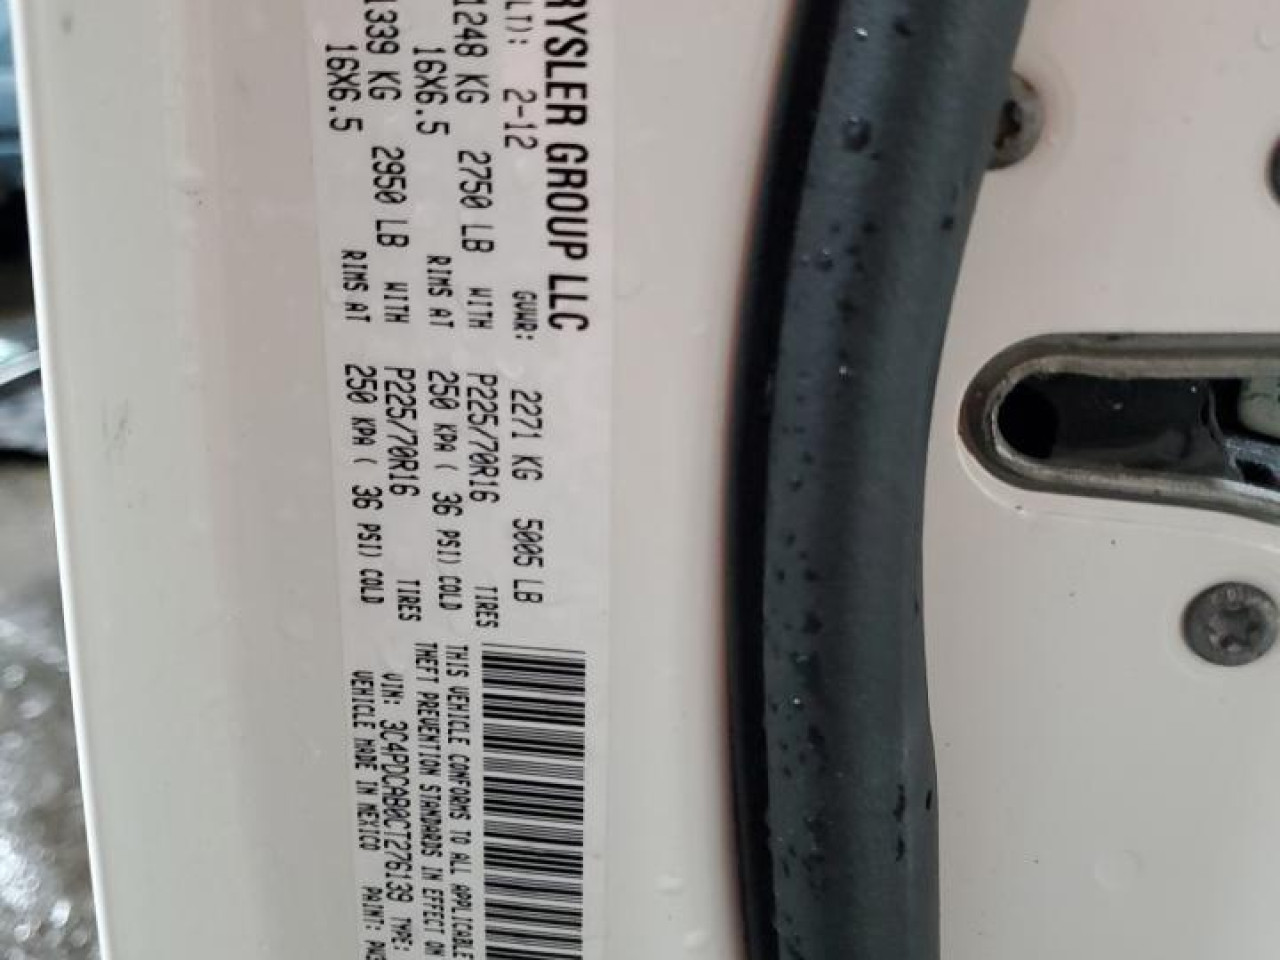 RYSLER GROUP LLC
LT): 2-12 GVWR: 2271 KG 5005 LB
1248 KG 2750 LB WITH P225/70R16 TIRES
16X6.5 RIMS AT 250 KPA ( 36 PSI) COLD
1339 KG 2950 LB WITH P225/70R16 TIRES
16X6.5 RIMS AT 250 KPA ( 36 PSI) COLD
THIS VEHICLE CONFORMS TO ALL APPLICABLE
THEFT PREVENTION STANDARDS IN EFFECT ON
VIN: 3C4PDCAB0CT276139 TYPE:
VEHICLE MADE IN MEXICO PAINT: